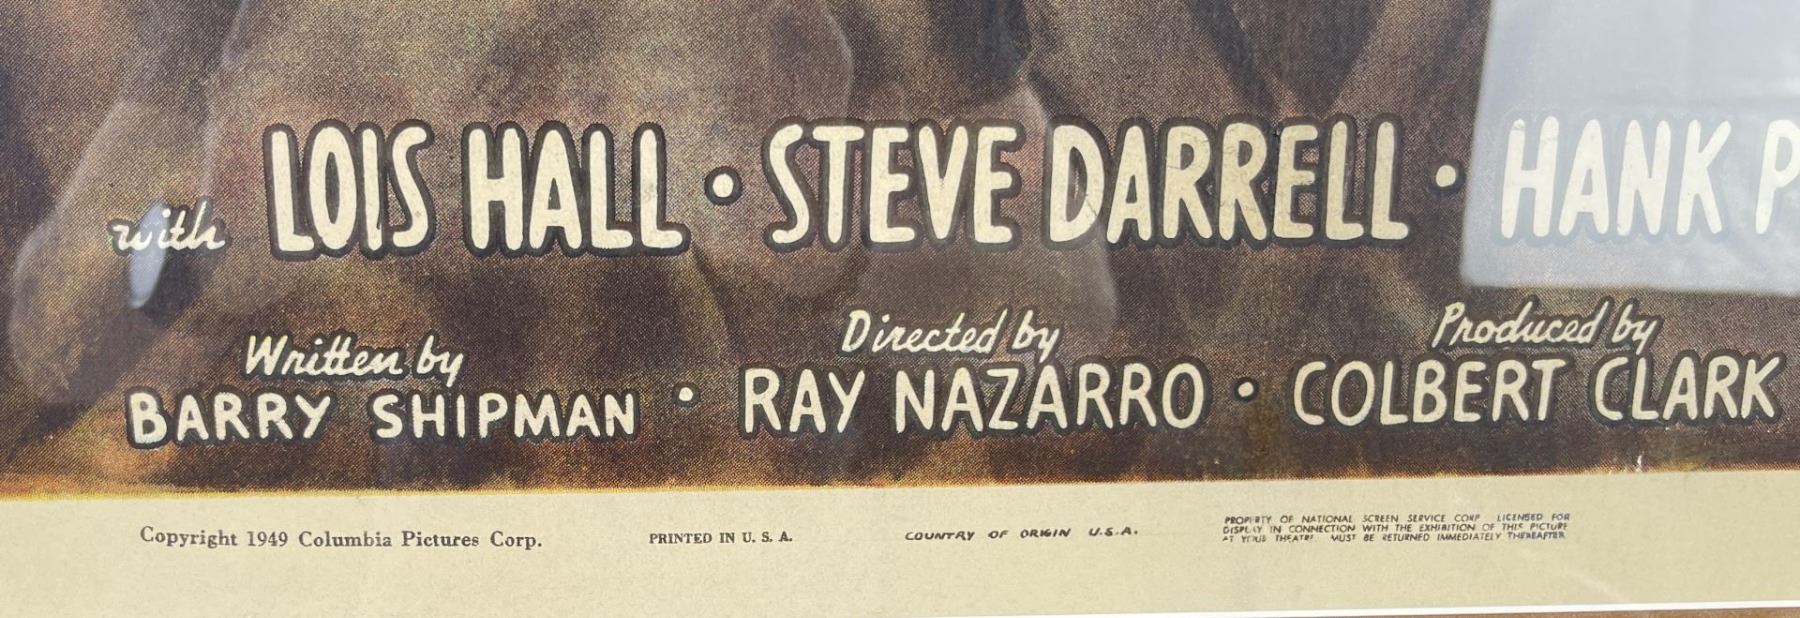 with LOIS HALL • STEVE DARRELL • HANK P
Written by
BARRY SHIPMAN •
Directed by
RAY NAZARRO •
Produced by
COLBERT CLARK
Copyright 1949 Columbia Pictures Corp.
PRINTED IN U. S. A.
COUNTRY OF ORIGIN U.S.A.
PROPERTY OF NATIONAL SCREEN SERVICE CORP LICENSED FOR
DISPLAY IN CONNECTION WITH THE EXHIBITION OF THIS PICTURE
AT YOUR THEATRE. MUST BE RETURNED IMMEDIATELY THEREAFTER